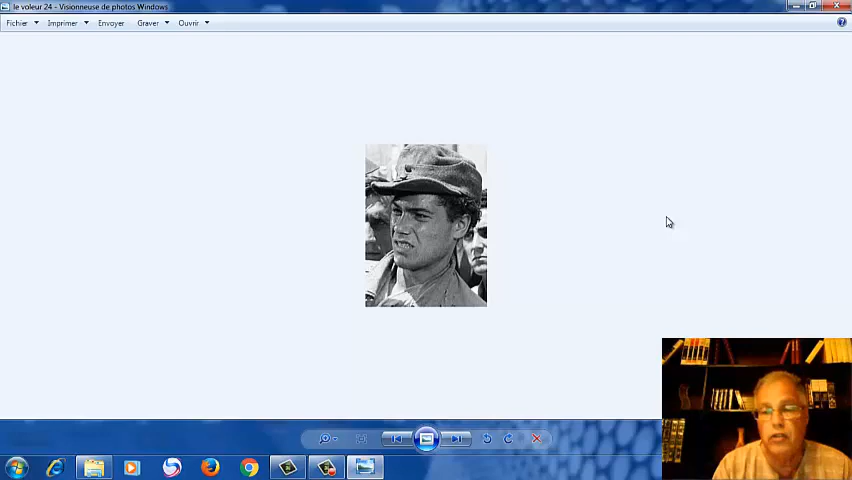 le voleur 24 - Visionneuse de photos Windows
Fichier Imprimer Envoyer Graver Ouvrir